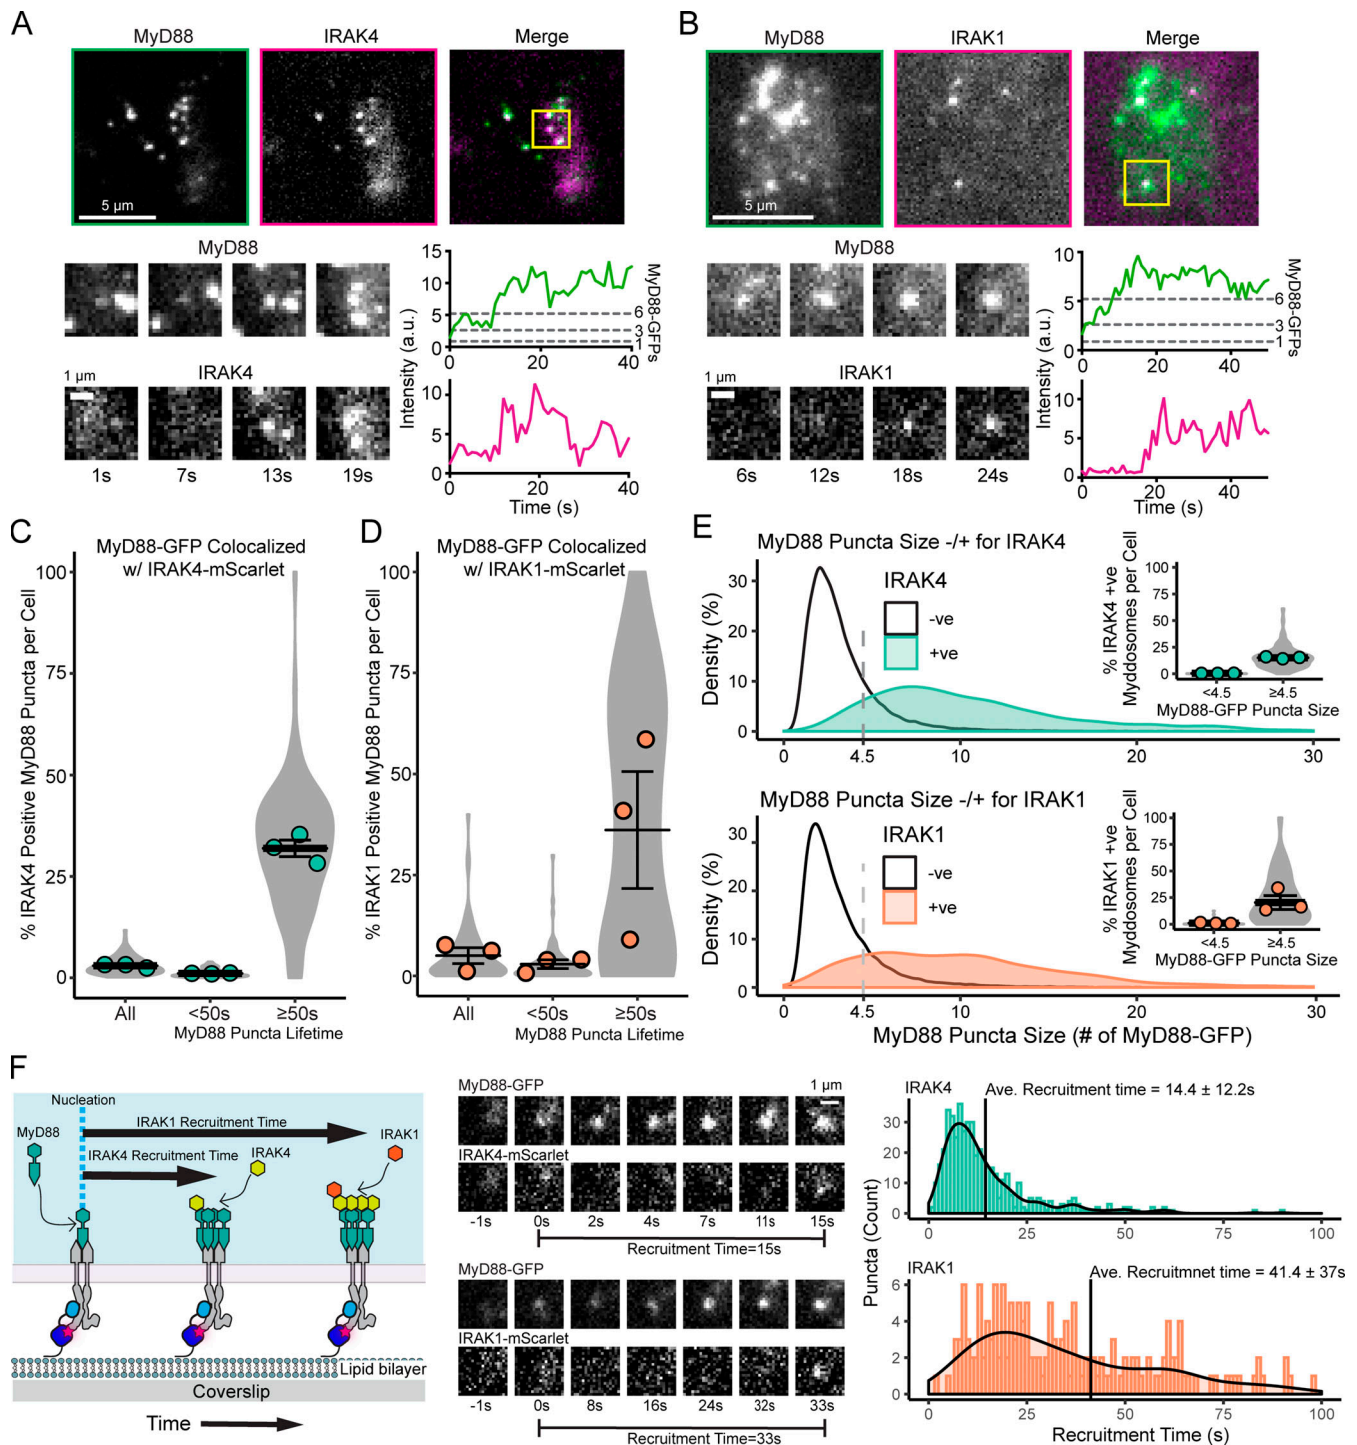 A
MyD88
IRAK4
Merge
5 µm
MyD88
IRAK4
1 µm
1s
7s
13s
19s
Intensity (a.u.)
15
10
5
0
6
3
1
MyD88-GFPs
0
20
40
10
5
0
0
20
40
Time (s)
B
MyD88
IRAK1
Merge
5 µm
MyD88
IRAK1
1 µm
6s
12s
18s
24s
Intensity (a.u.)
10
5
0
6
3
1
MyD88-GFPs
0
20
40
10
5
0
0
20
40
Time (s)
C
MyD88-GFP Colocalized
w/ IRAK4-mScarlet
% IRAK4 Positive MyD88 Puncta per Cell
100
75
50
25
0
All
<50s
≥50s
MyD88 Puncta Lifetime
D
MyD88-GFP Colocalized
w/ IRAK1-mScarlet
% IRAK1 Positive MyD88 Puncta per Cell
100
75
50
25
0
All
<50s
≥50s
MyD88 Puncta Lifetime
E
MyD88 Puncta Size -/+ for IRAK4
IRAK4
-ve
+ve
Density (%)
30
20
10
0
0
4.5
10
20
30
% IRAK4 +ve
Myddosomes per Cell
100
75
50
25
0
<4.5
≥4.5
MyD88-GFP Puncta Size
MyD88 Puncta Size -/+ for IRAK1
IRAK1
-ve
+ve
Density (%)
30
20
10
0
0
4.5
10
20
30
MyD88 Puncta Size (# of MyD88-GFP)
% IRAK1 +ve
Myddosomes per Cell
100
75
50
25
0
<4.5
≥4.5
MyD88-GFP Puncta Size
F
Nucleation
MyD88
IRAK1 Recruitment Time
IRAK1
IRAK4 Recruitment Time
IRAK4
Lipid bilayer
Coverslip
Time
MyD88-GFP
1 µm
IRAK4-mScarlet
-1s
0s
2s
4s
7s
11s
15s
Recruitment Time=15s
MyD88-GFP
IRAK1-mScarlet
-1s
0s
8s
16s
24s
32s
33s
Recruitment Time=33s
IRAK4
Ave. Recruitment time = 14.4 ± 12.2s
Puncta (Count)
30
20
10
0
0
25
50
75
100
IRAK1
Ave. Recruitmnet time = 41.4 ± 37s
6
4
2
0
0
25
50
75
100
Recruitment Time (s)